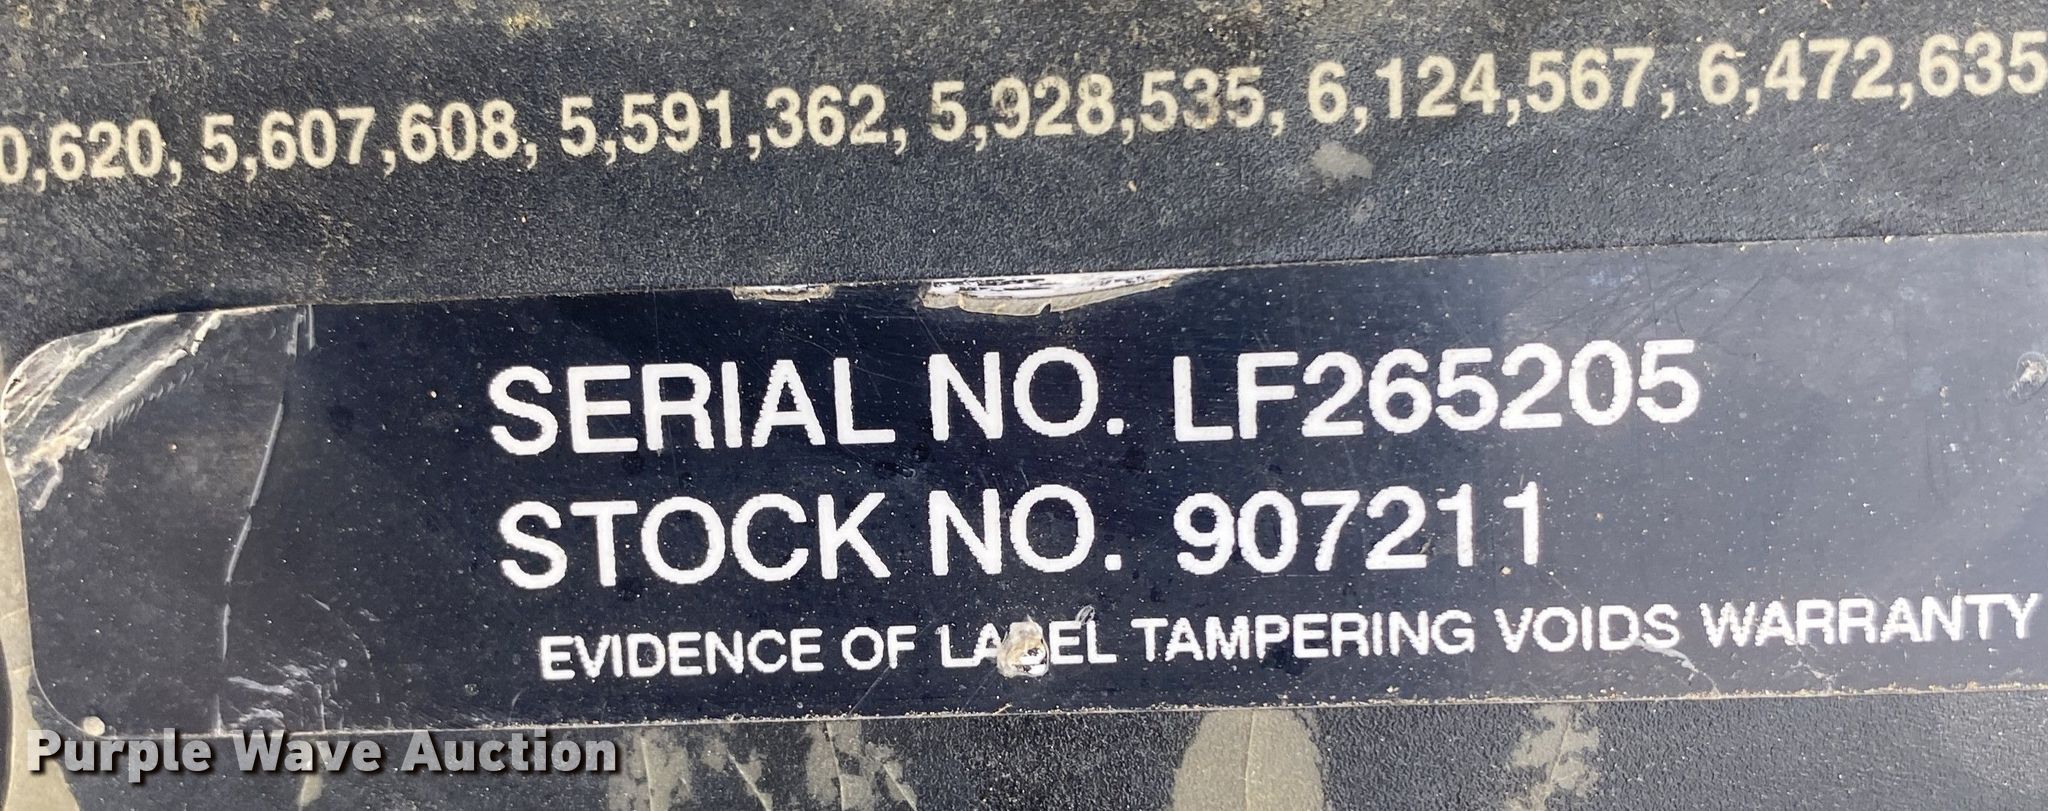 0,620, 5,607,608, 5,591,362, 5,928,535, 6,124,567, 6,472,635
SERIAL NO. LF265205
STOCK NO. 907211
EVIDENCE OF LABEL TAMPERING VOIDS WARRANTY
Purple Wave Auction